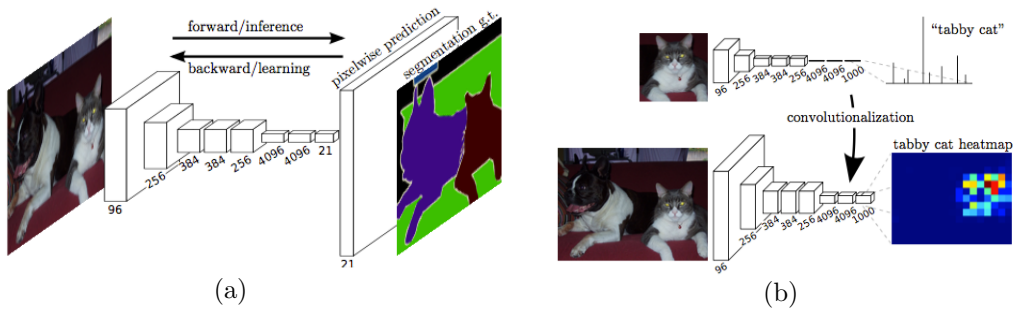 forward/inference
backward/learning
pixelwise prediction
segmentation g.t.
96
256
384
384
256
4096
4096
21
21
(a)
"tabby cat"
96
256
384
384
256
4096
4096
1000
convolutionalization
tabby cat heatmap
96
256
384
384
256
4096
4096
1000
(b)